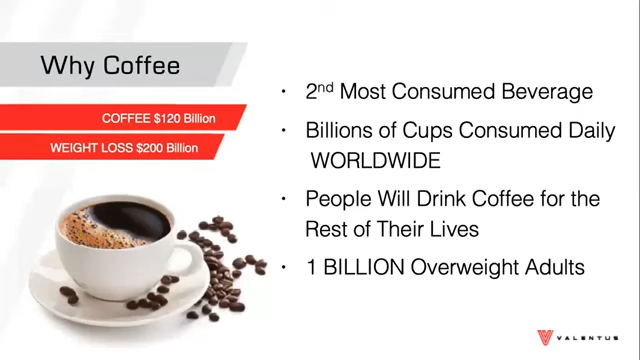 Why Coffee
COFFEE $120 Billion
WEIGHT LOSS $200 Billion
• 2nd Most Consumed Beverage
• Billions of Cups Consumed Daily
WORLDWIDE
• People Will Drink Coffee for the
Rest of Their Lives
• 1 BILLION Overweight Adults
VALENTUS